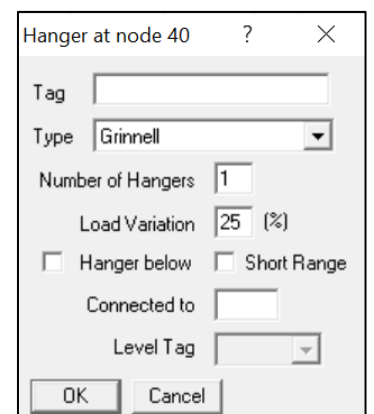 Hanger at node 40 ?
Tag
Type Grinnell
Number of Hangers 1
Load Variation 25 (%)
Hanger below Short Range
Connected to
Level Tag
OK Cancel